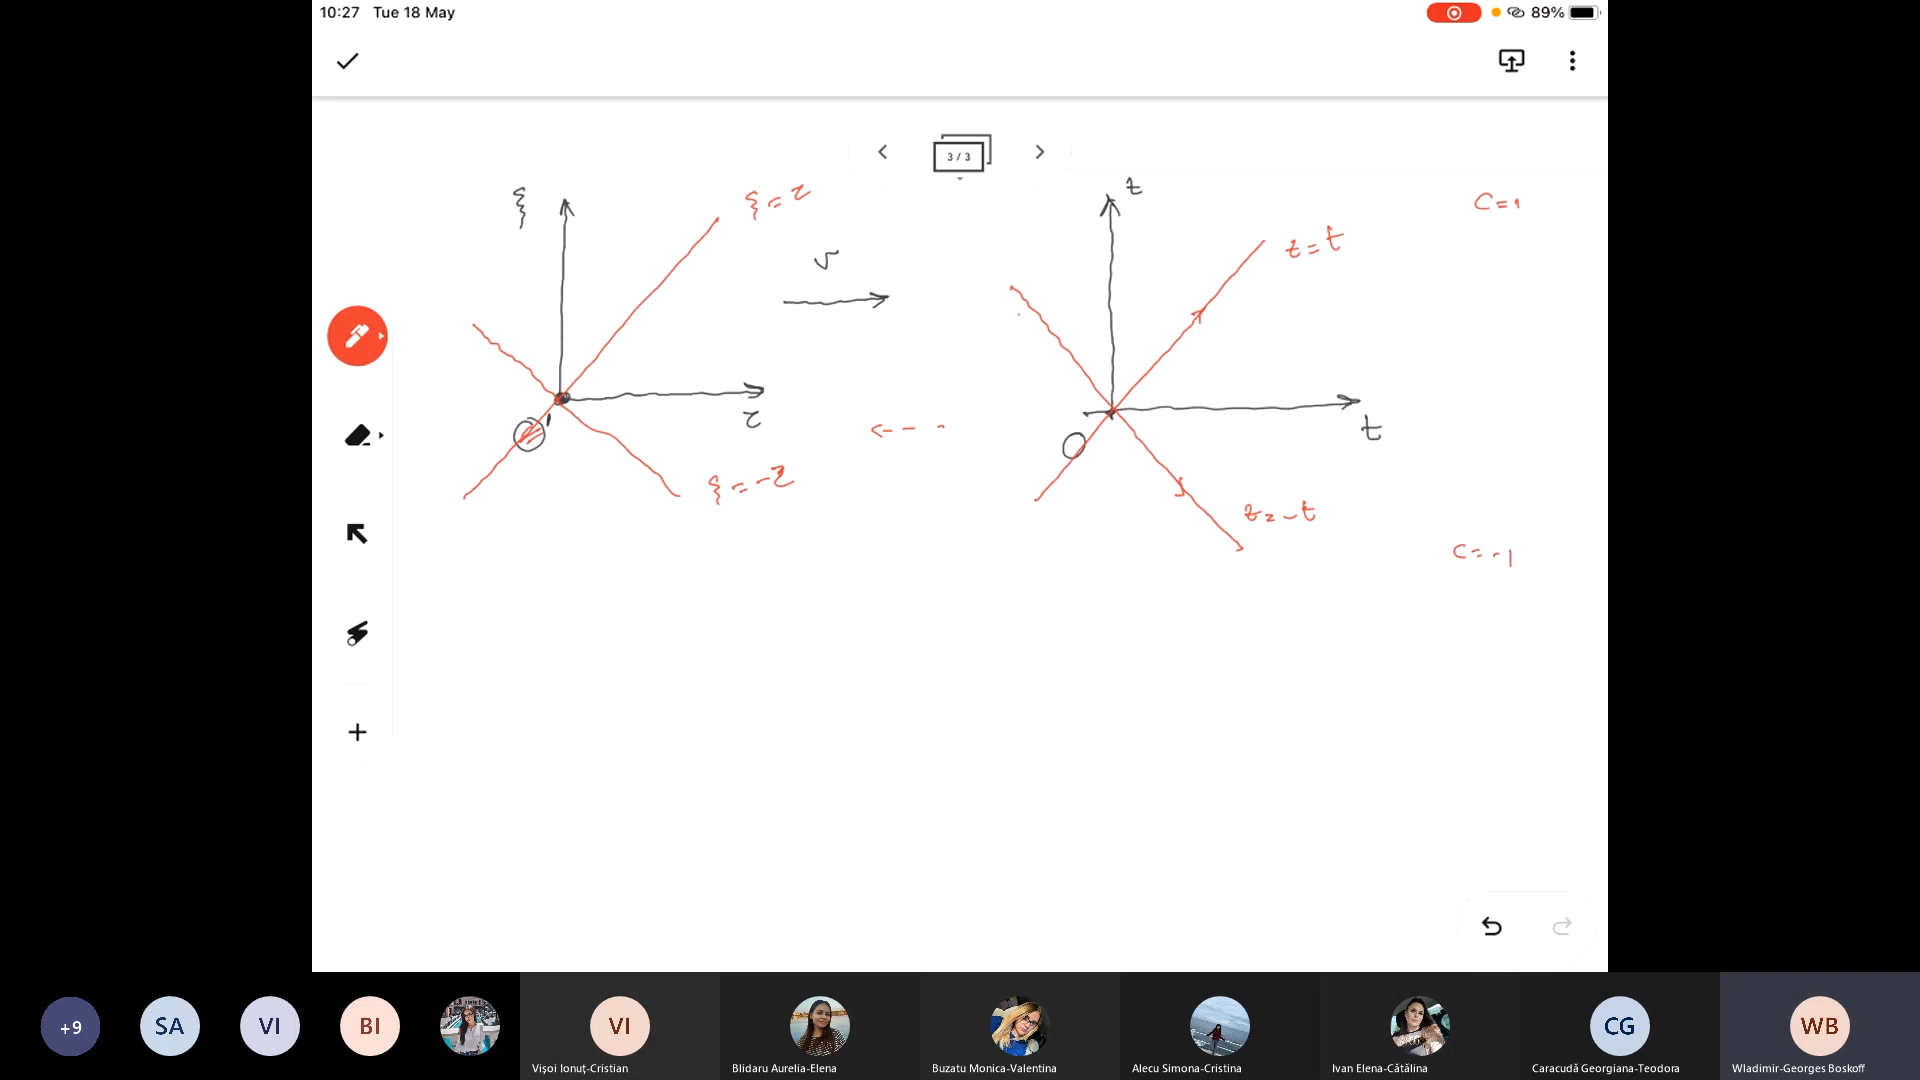 10:27 Tue 18 May
89%
3 / 3
ξ
ξ = τ
v
z
z = t
C = 1
τ
O'
ξ = -τ
O
t
z = -t
C = -1
+9
SA
VI
BI
VI
CG
WB
Vișoi Ionuț-Cristian
Blidaru Aurelia-Elena
Buzatu Monica-Valentina
Alecu Simona-Cristina
Ivan Elena-Cătălina
Caracudă Georgiana-Teodora
Wladimir-Georges Boskoff